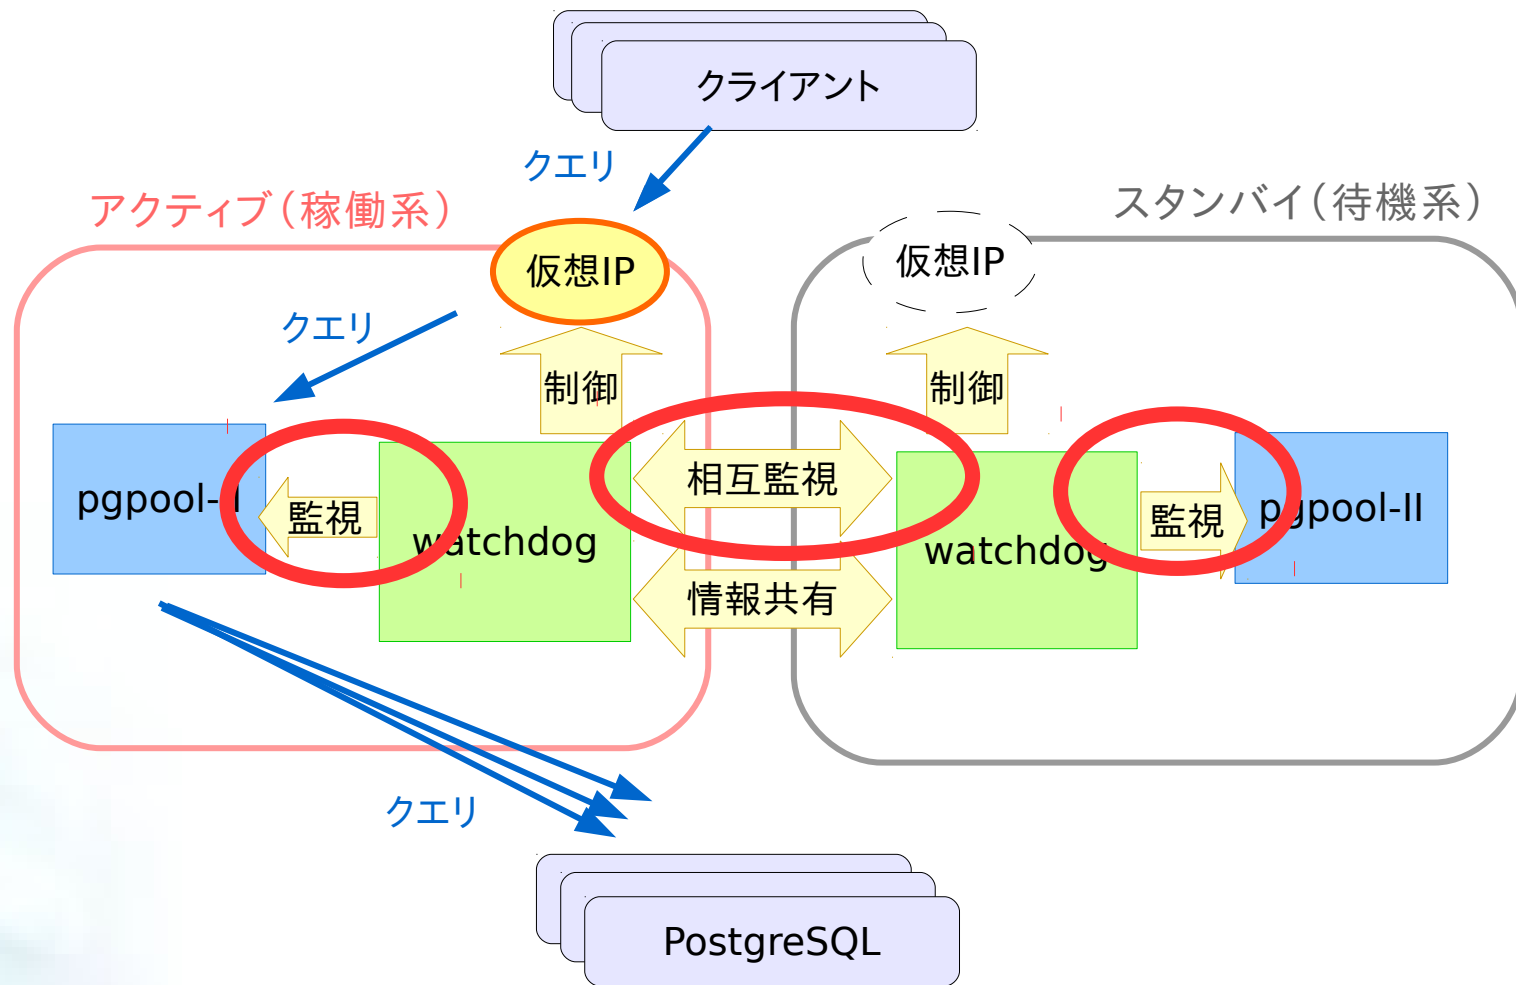 クライアント
クエリ
アクティブ（稼働系）
スタンバイ（待機系）
仮想IP
仮想IP
クエリ
制御
制御
pgpool-II
監視
watchdog
相互監視
watchdog
監視
pgpool-II
情報共有
クエリ
PostgreSQL